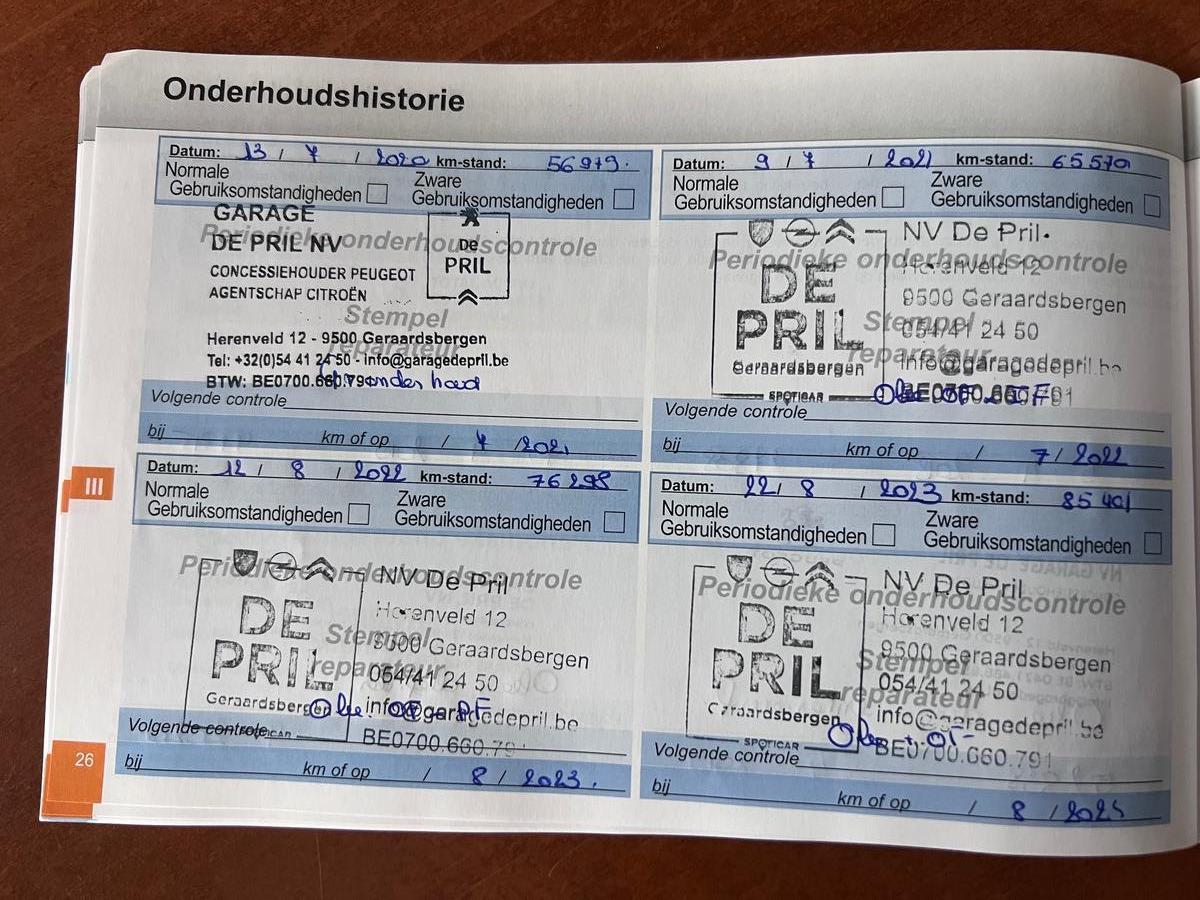 Onderhoudshistorie
Datum: 13 / 7 / 2020 km-stand: 56979.
Normale
Gebruiksomstandigheden
Zware
Gebruiksomstandigheden
Periodieke onderhoudscontrole
Stempel
reparateur
GARAGE
DE PRIL NV
CONCESSIEHOUDER PEUGEOT
AGENTSCHAP CITROËN
DE
PRIL
Herenveld 12 - 9500 Geraardsbergen
Tel: +32(0)54 41 24 50 - info@garagedepril.be
BTW: BE0700.660.791
onderhoud
Volgende controle
bij km of op / 7 / 2021
Datum: 9 / 7 / 2021 km-stand: 65570
Normale
Gebruiksomstandigheden
Zware
Gebruiksomstandigheden
Periodieke onderhoudscontrole
Stempel
reparateur
DE
PRIL
Geraardsbergen
SPOTICAR
NV De Pril
Herenveld 12
9500 Geraardsbergen
054/41 24 50
info@garagedepril.be
BE0700.660.791
Volgende controle
bij km of op / 7 / 2022
Datum: 12 / 8 / 2022 km-stand: 76298
Normale
Gebruiksomstandigheden
Zware
Gebruiksomstandigheden
Periodieke onderhoudscontrole
Stempel
reparateur
DE
PRIL
Geraardsbergen
SPOTICAR
NV De Pril
Herenveld 12
9500 Geraardsbergen
054/41 24 50
info@garagedepril.be
BE0700.660.791
Volgende controle
bij km of op / 8 / 2023.
Datum: 22 / 8 / 2023 km-stand: 85401
Normale
Gebruiksomstandigheden
Zware
Gebruiksomstandigheden
Periodieke onderhoudscontrole
Stempel
reparateur
DE
PRIL
Geraardsbergen
SPOTICAR
NV De Pril
Herenveld 12
9500 Geraardsbergen
054/41 24 50
info@garagedepril.be
BE0700.660.791
Volgende controle
bij km of op / 8 /
III
26